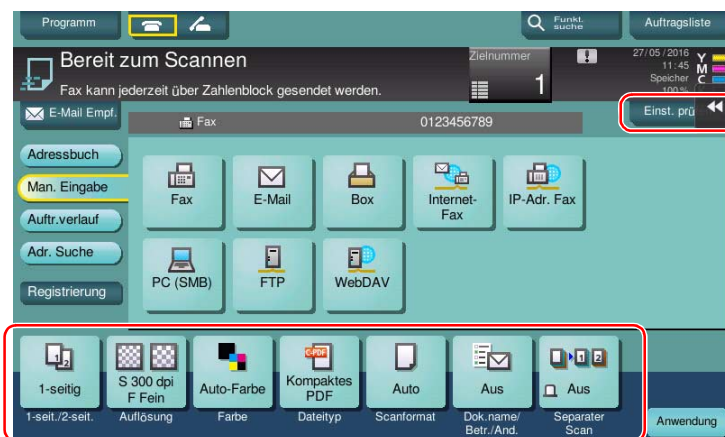 Programm
Funkt.
suche
Auftragsliste
Bereit zum Scannen
Fax kann jederzeit über Zahlenblock gesendet werden.
Zielnummer
1
27/05/2016
11:45
Speicher
100%
Y
M
C
E-Mail Empf.
Fax
0123456789
Einst. prü
Adressbuch
Man. Eingabe
Auftr.verlauf
Adr. Suche
Registrierung
Fax
E-Mail
Box
Internet-
Fax
IP-Adr. Fax
PC (SMB)
FTP
WebDAV
1-seitig
S 300 dpi
F Fein
Auto-Farbe
Kompaktes
PDF
Auto
Aus
Aus
1-seit./2-seit.
Auflösung
Farbe
Dateityp
Scanformat
Dok.name/
Betr./And.
Separater
Scan
Anwendung